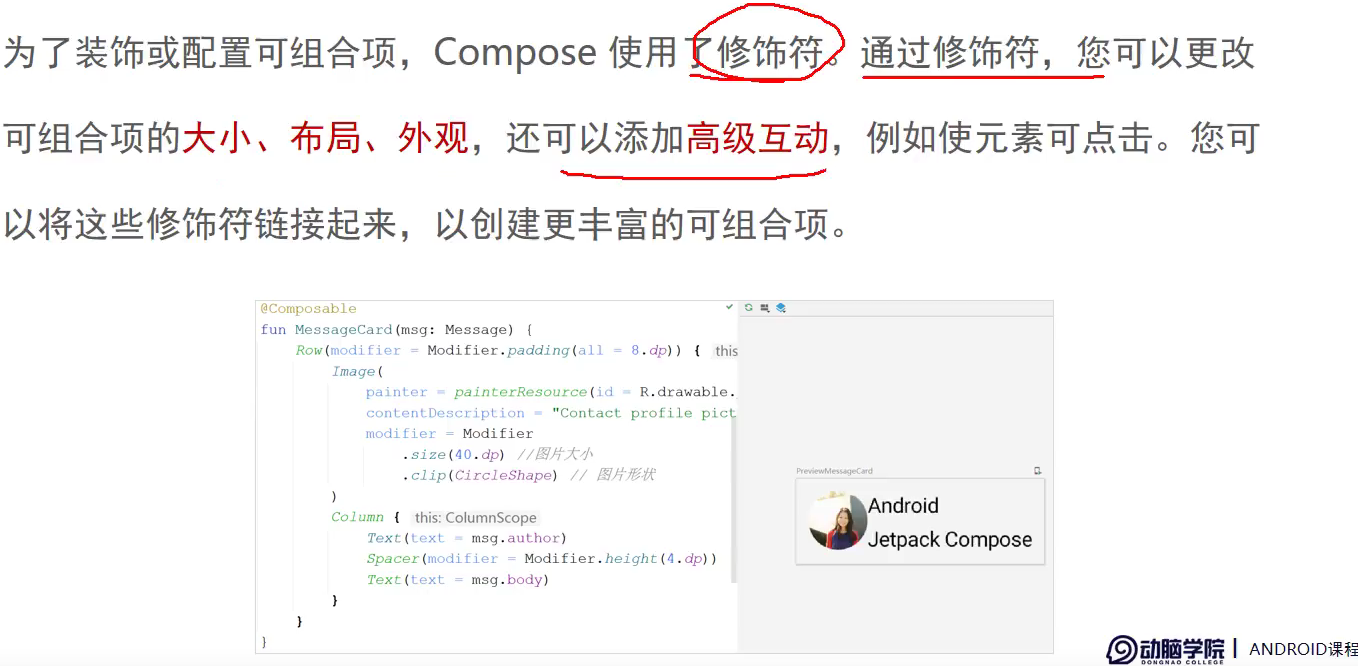 为了装饰或配置可组合项，Compose 使用了修饰符。通过修饰符，您可以更改
可组合项的大小、布局、外观，还可以添加高级互动，例如使元素可点击。您可
以将这些修饰符链接起来，以创建更丰富的可组合项。
@Composable
fun MessageCard(msg: Message) {
Row(modifier = Modifier.padding(all = 8.dp)) { this
Image(
painter = painterResource(id = R.drawable.
contentDescription = "Contact profile pict
modifier = Modifier
.size(40.dp) //图片大小
.clip(CircleShape) // 图片形状
)
Column { this: ColumnScope
Text(text = msg.author)
Spacer(modifier = Modifier.height(4.dp))
Text(text = msg.body)
}
}
}
PreviewMessageCard
Android
Jetpack Compose
动脑学院 | ANDROID课程
DONGNAO COLLEGE